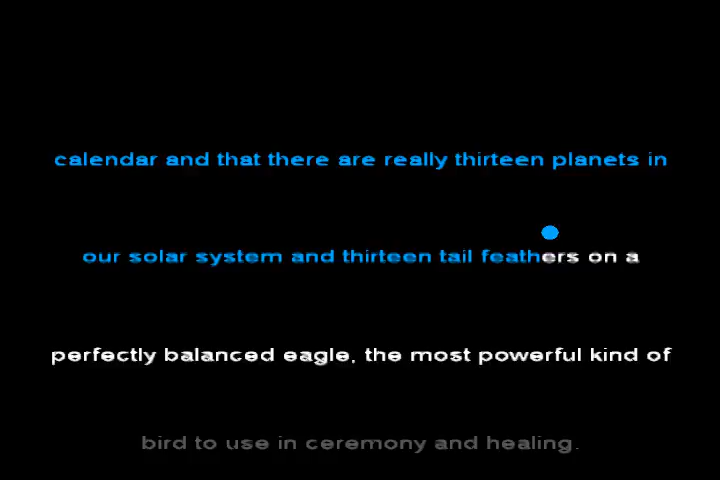 calendar and that there are really thirteen planets in
our solar system and thirteen tail feathers on a
perfectly balanced eagle, the most powerful kind of
bird to use in ceremony and healing.